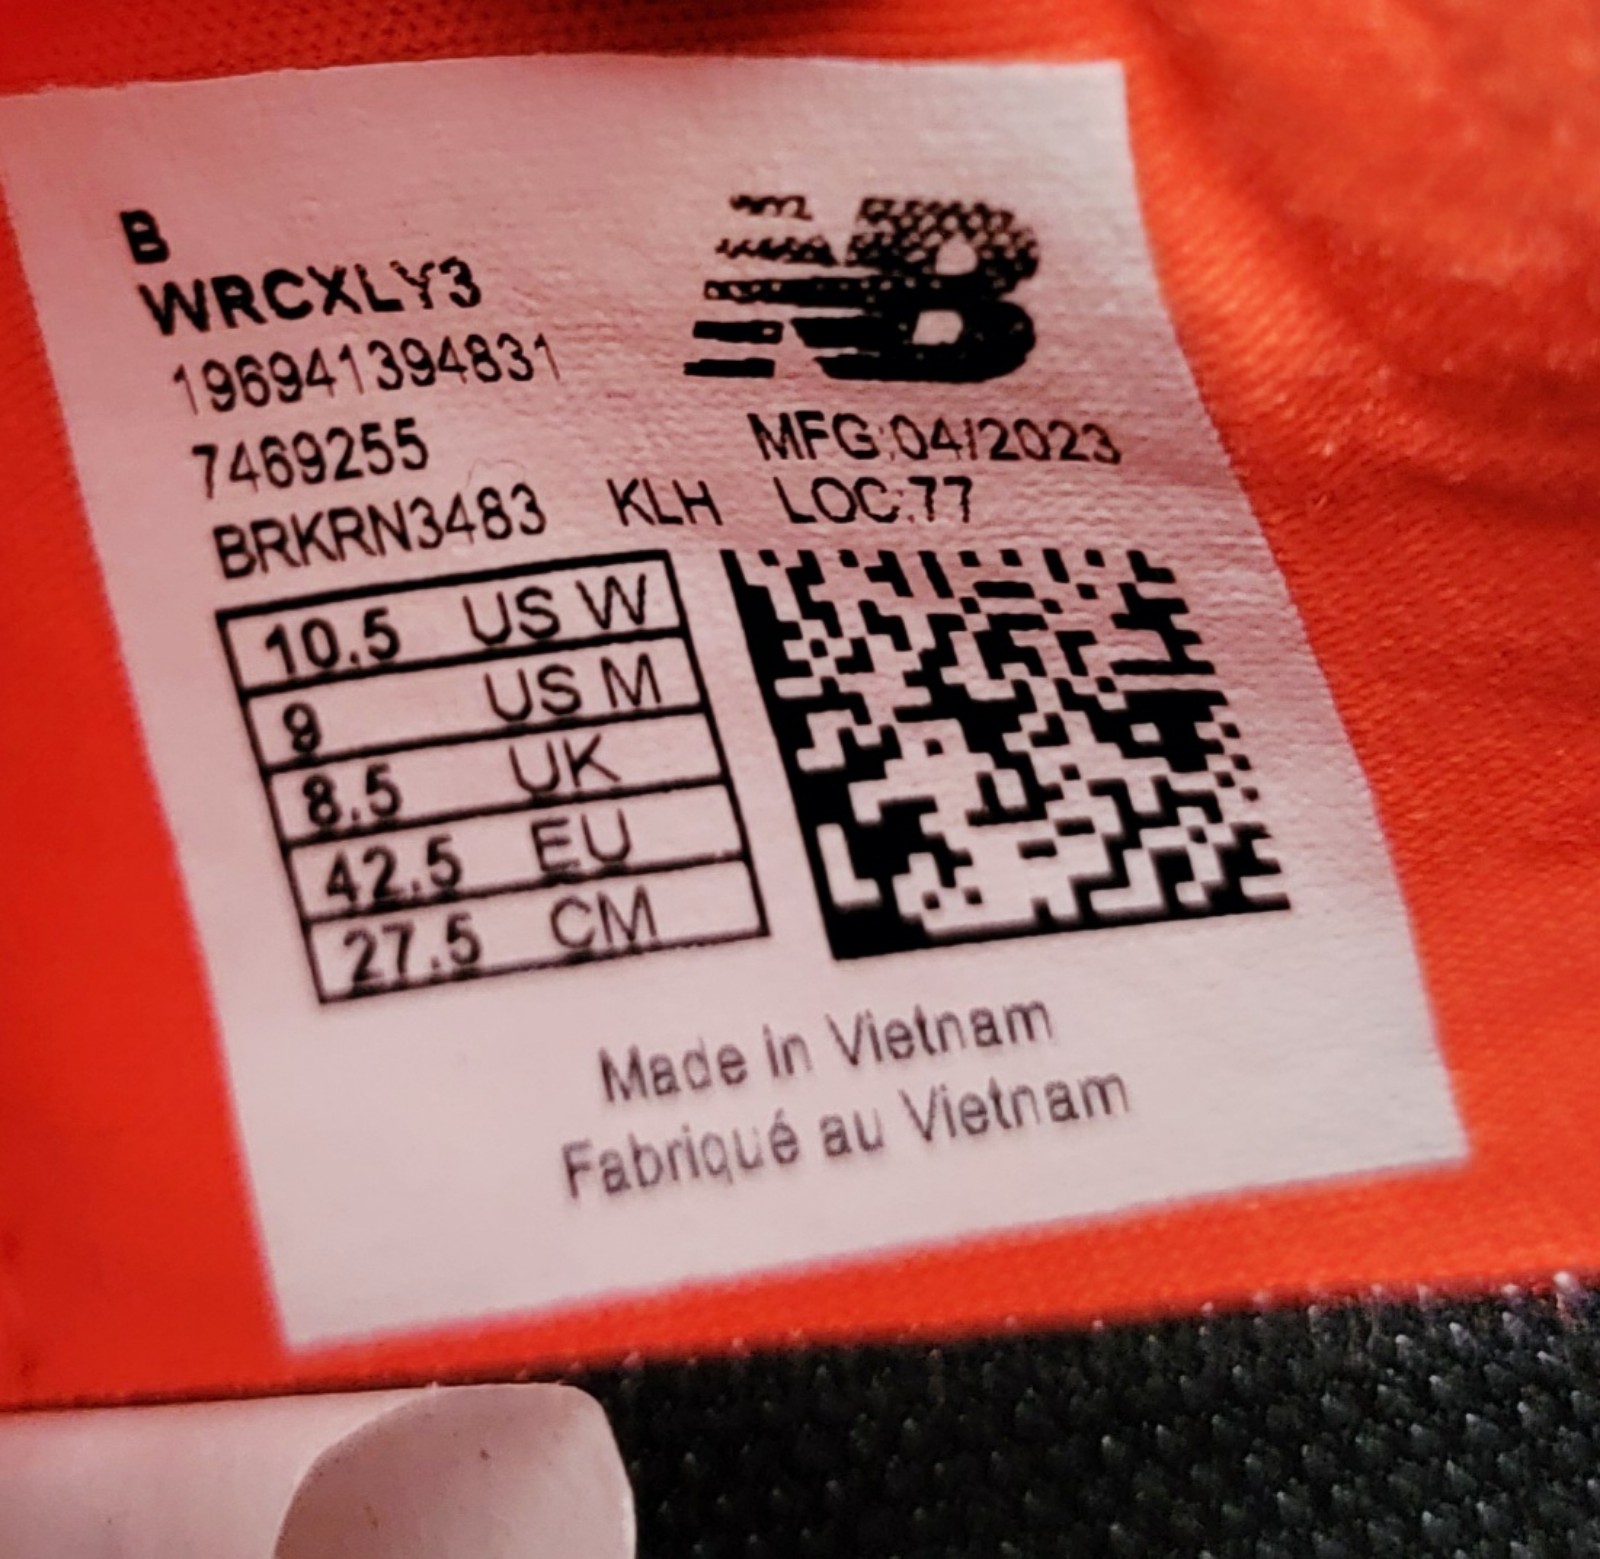 B
WRCXLY3
196941394831
7469255
MFG:04/2023
BRKRN3483 KLH LOC:77
10.5 US W
9 US M
8.5 UK
42.5 EU
27.5 CM
Made in Vietnam
Fabriqué au Vietnam